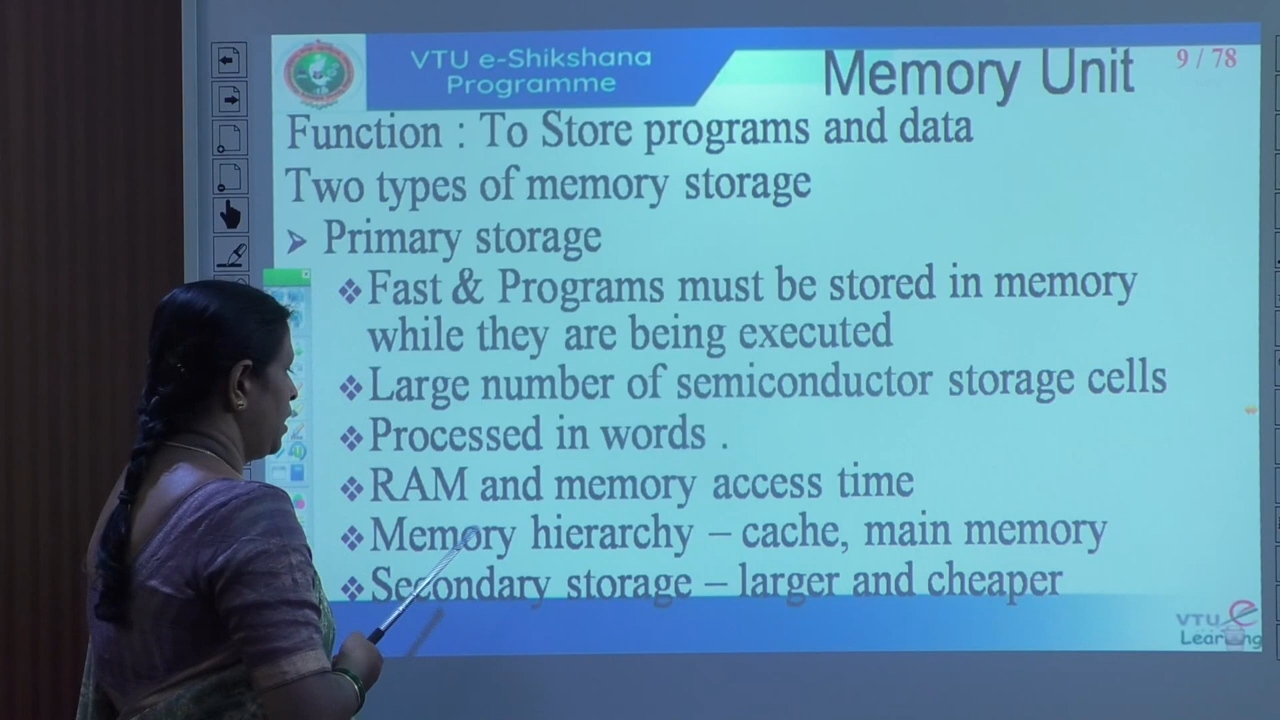 VTU e-Shikshana
Programme
Memory Unit
9 / 78
Function : To Store programs and data
Two types of memory storage
➢ Primary storage
❖ Fast & Programs must be stored in memory
while they are being executed
❖ Large number of semiconductor storage cells
❖ Processed in words .
❖ RAM and memory access time
❖ Memory hierarchy – cache, main memory
❖ Secondary storage – larger and cheaper
VTU e
Learning